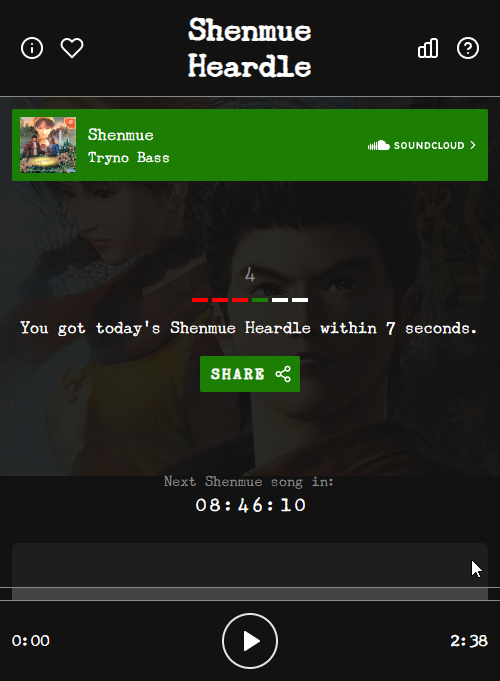 Shenmue
Heardle
Shenmue
Tryno Bass
SOUNDCLOUD
4
You got today's Shenmue Heardle within 7 seconds.
SHARE
Next Shenmue song in:
08:46:10
0:00
2:38